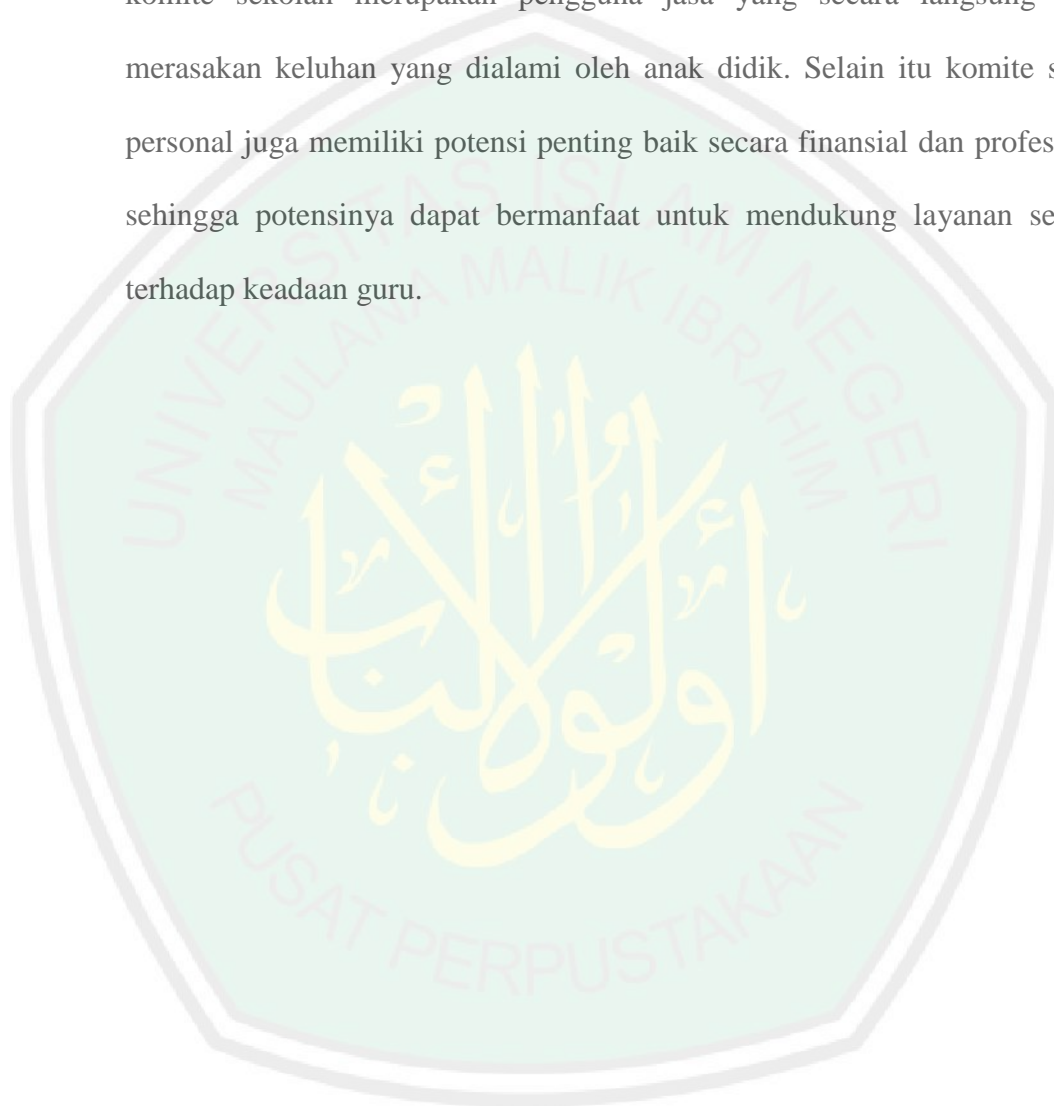 komite sekolah merupakan pengguna jasa yang secara langsung
merasakan keluhan yang dialami oleh anak didik. Selain itu komite s
personal juga memiliki potensi penting baik secara finansial dan profes
sehingga potensinya dapat bermanfaat untuk mendukung layanan se
terhadap keadaan guru.
UNIVERSITAS ISLAM NEGERI
MAULANA MALIK IBRAHIM
أولوا الألباب
PUSAT PERPUSTAKAAN